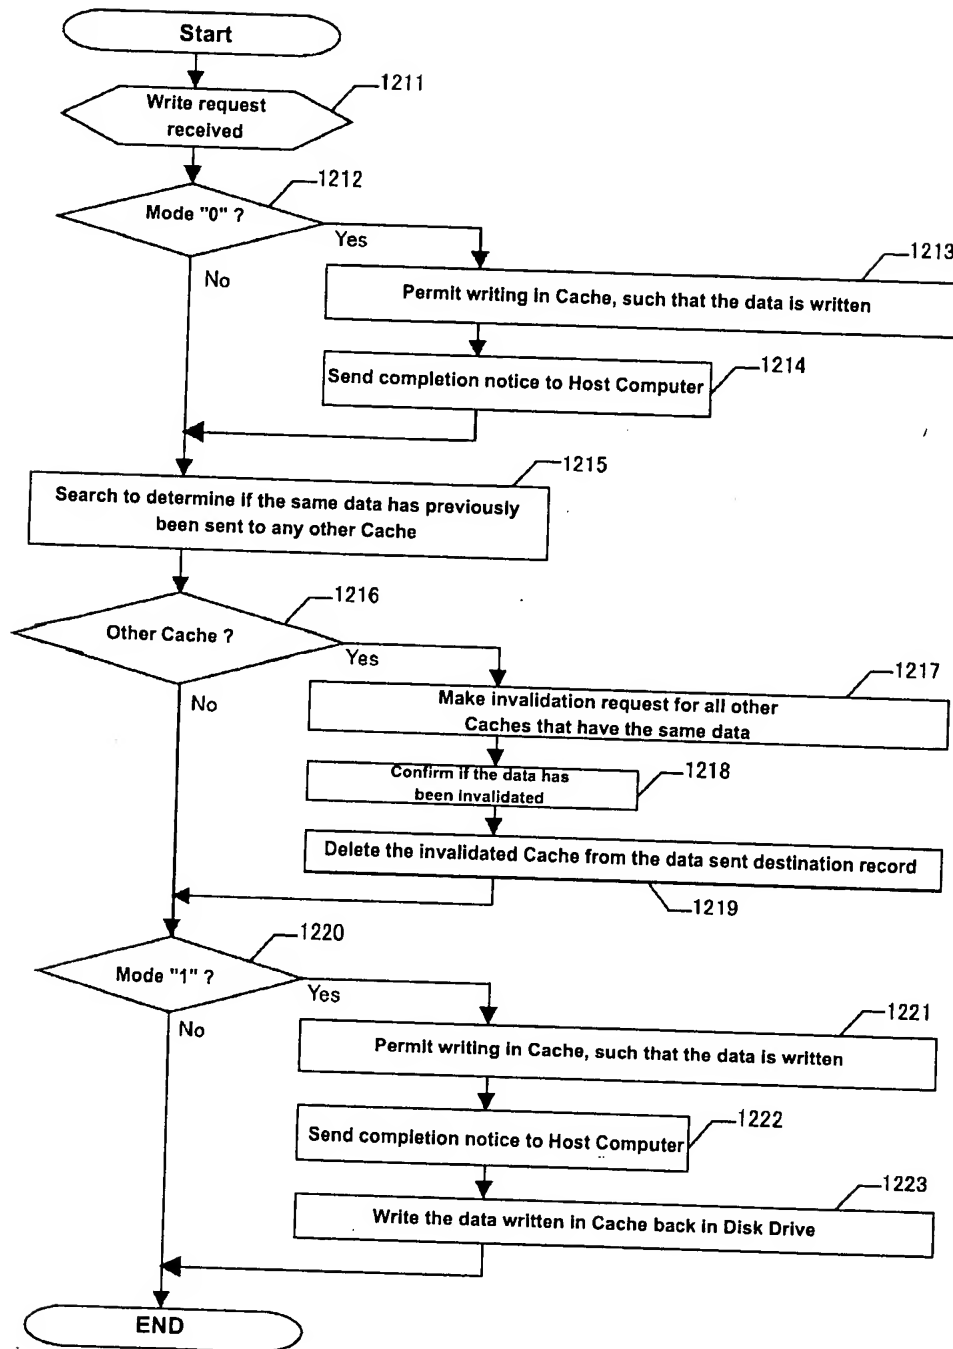 Start
1211
Write request
received
1212
Mode "0" ?
Yes
No
1213
Permit writing in Cache, such that the data is written
1214
Send completion notice to Host Computer
1215
Search to determine if the same data has previously
been sent to any other Cache
1216
Other Cache ?
Yes
No
1217
Make invalidation request for all other
Caches that have the same data
1218
Confirm if the data has
been invalidated
Delete the invalidated Cache from the data sent destination record
1219
1220
Mode "1" ?
Yes
No
1221
Permit writing in Cache, such that the data is written
1222
Send completion notice to Host Computer
1223
Write the data written in Cache back in Disk Drive
END